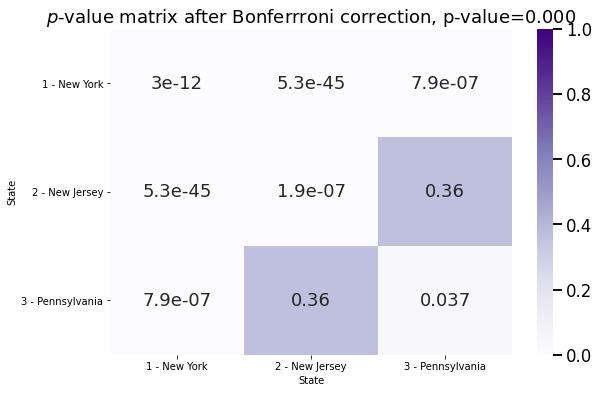 p-value matrix after Bonferrroni correction, p-value=0.000
1 - New York 3e-12 5.3e-45 7.9e-07
2 - New Jersey 5.3e-45 1.9e-07 0.36
3 - Pennsylvania 7.9e-07 0.36 0.037
State
1 - New York 2 - New Jersey 3 - Pennsylvania
State
1.0
0.8
0.6
0.4
0.2
0.0